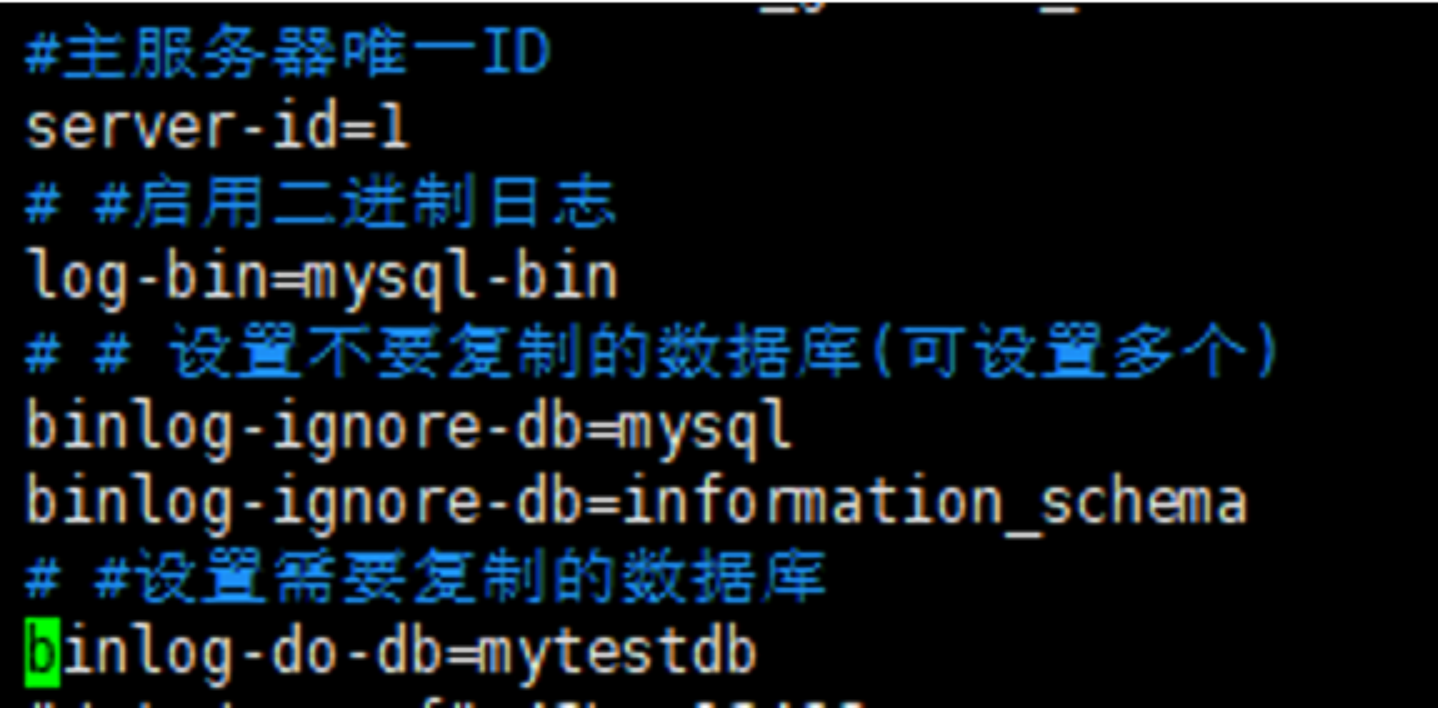 #主服务器唯一ID
server-id=1
# #启用二进制日志
log-bin=mysql-bin
# # 设置不要复制的数据库(可设置多个)
binlog-ignore-db=mysql
binlog-ignore-db=information_schema
# #设置需要复制的数据库
binlog-do-db=mytestdb